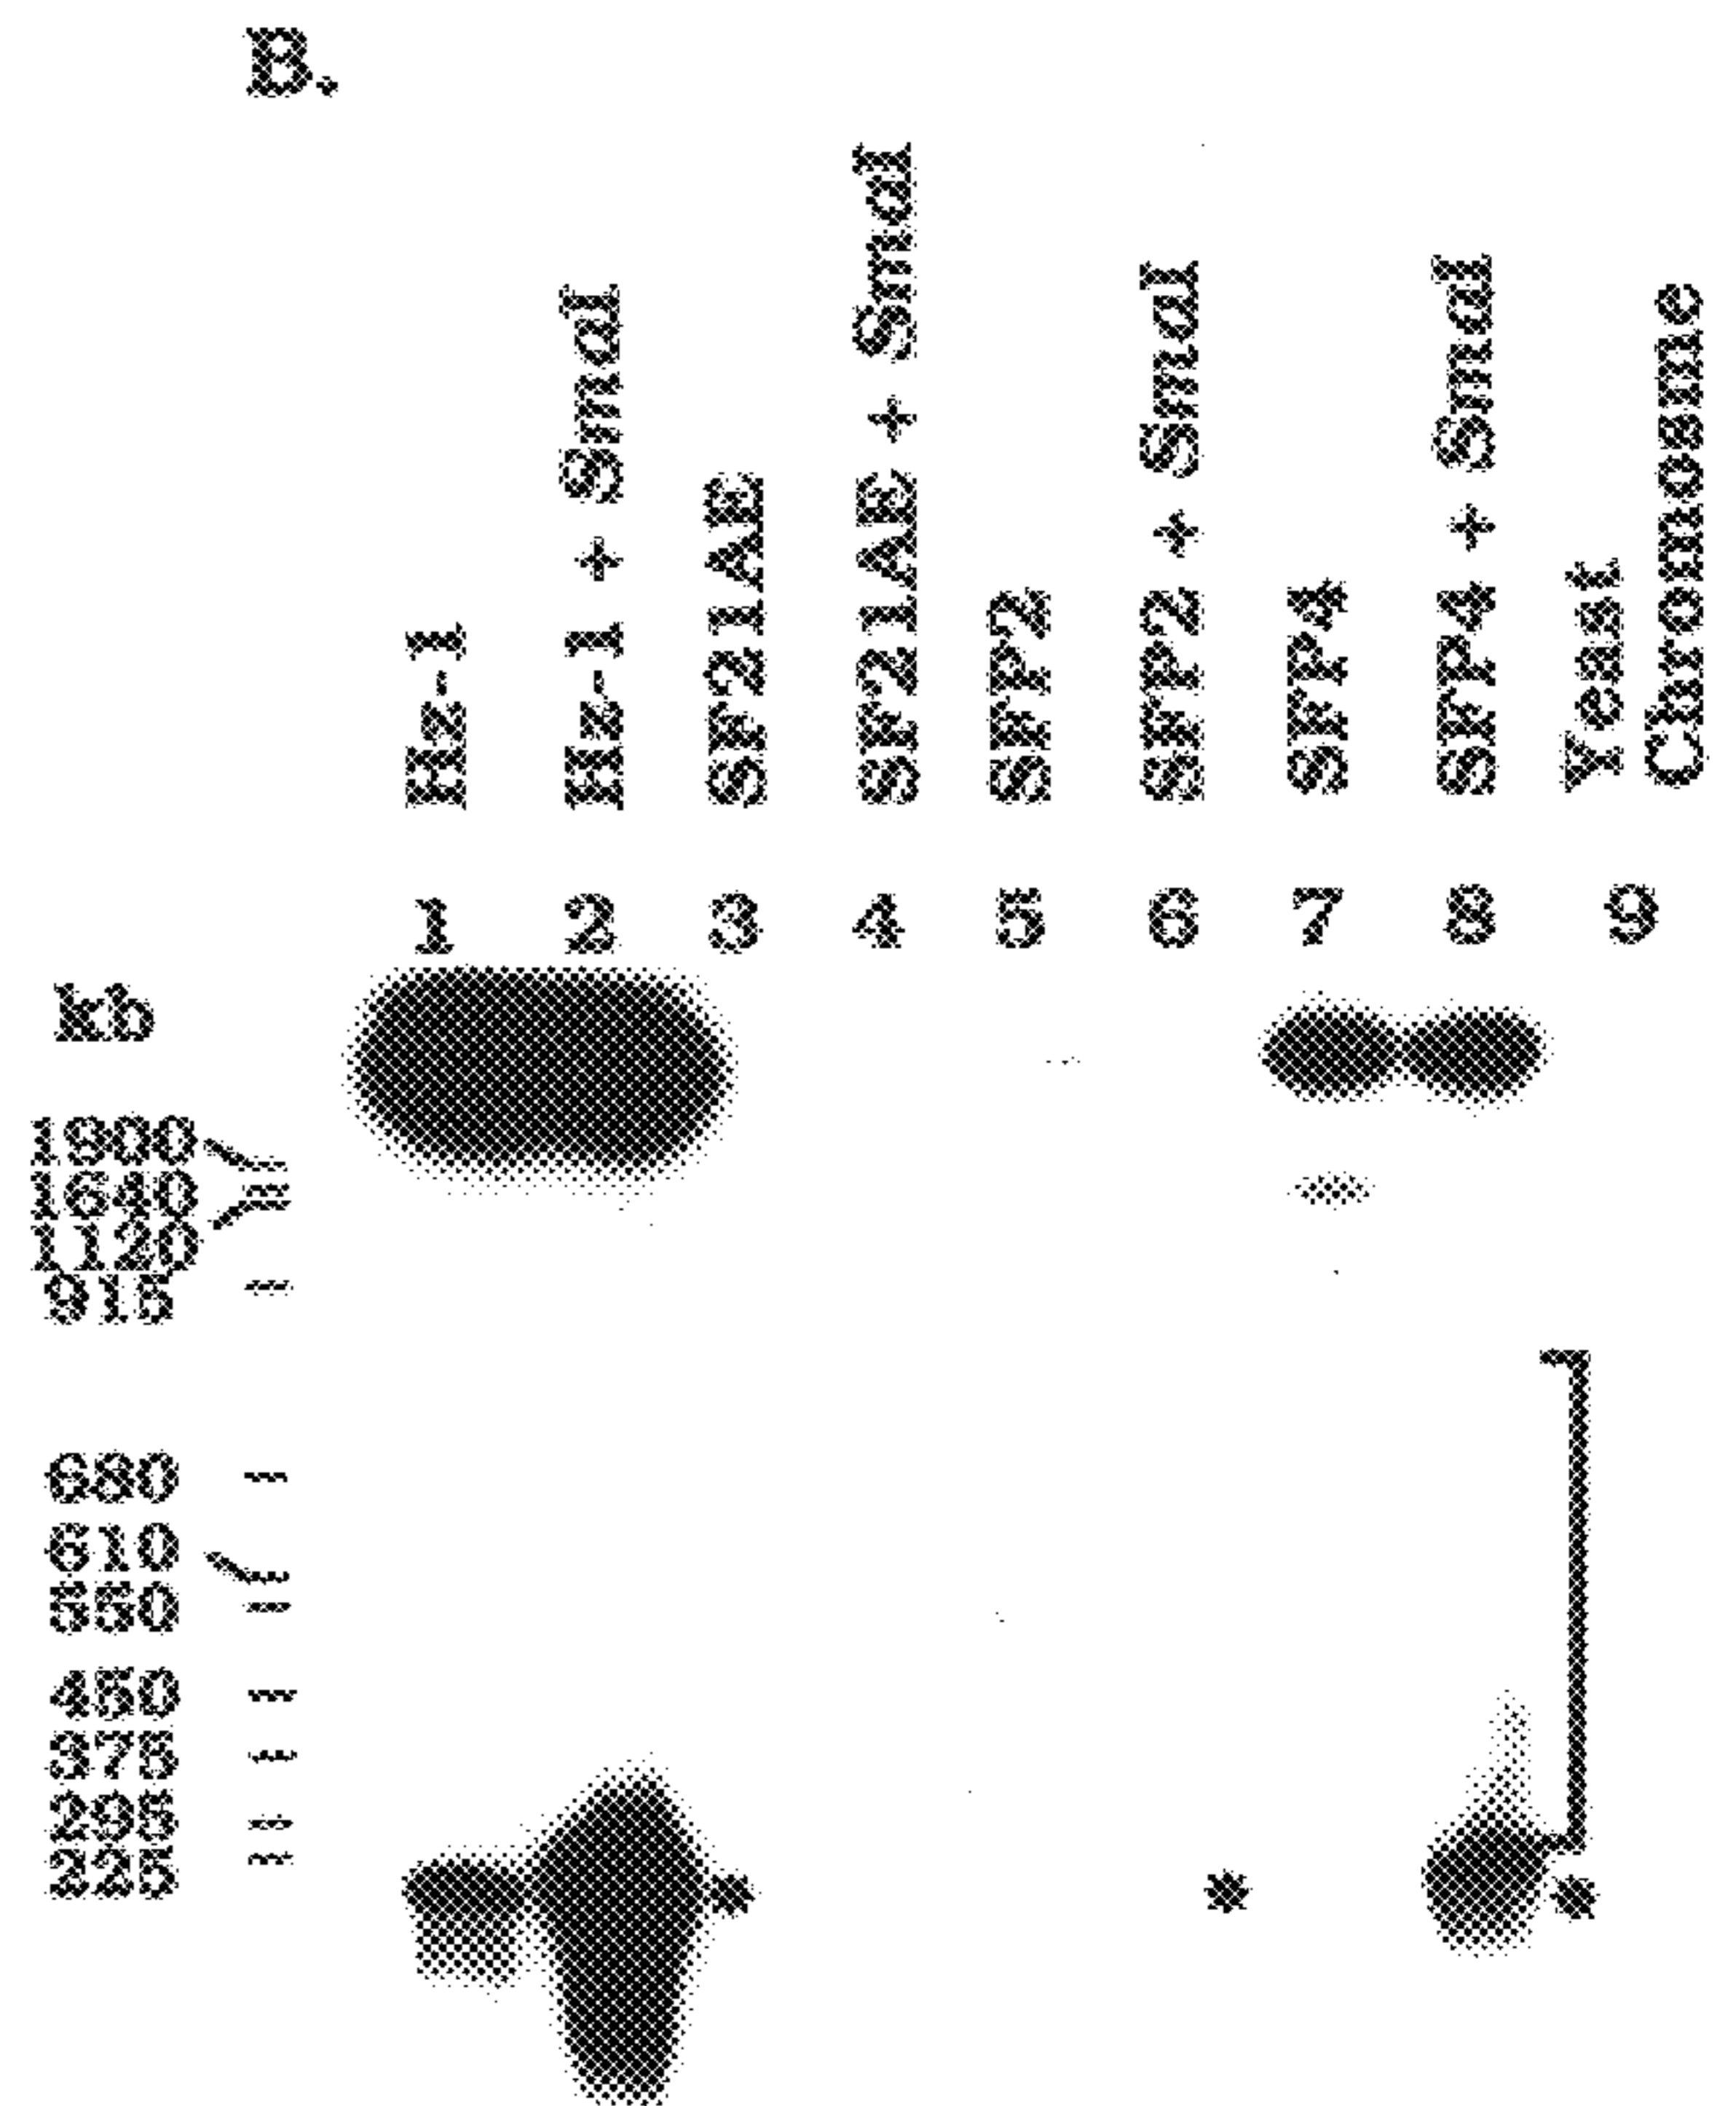 B.
Hz-1
Hz-1 + SmaI
SF21AE
SF21AE + SmaI
SFP2
SFP2 + SmaI
SFP4
SFP4 + SmaI
Yeast
Chromosme
1 2 3 4 5 6 7 8 9
kb
1900
1640
1120
915
680
610
550
450
375
295
225
* * *